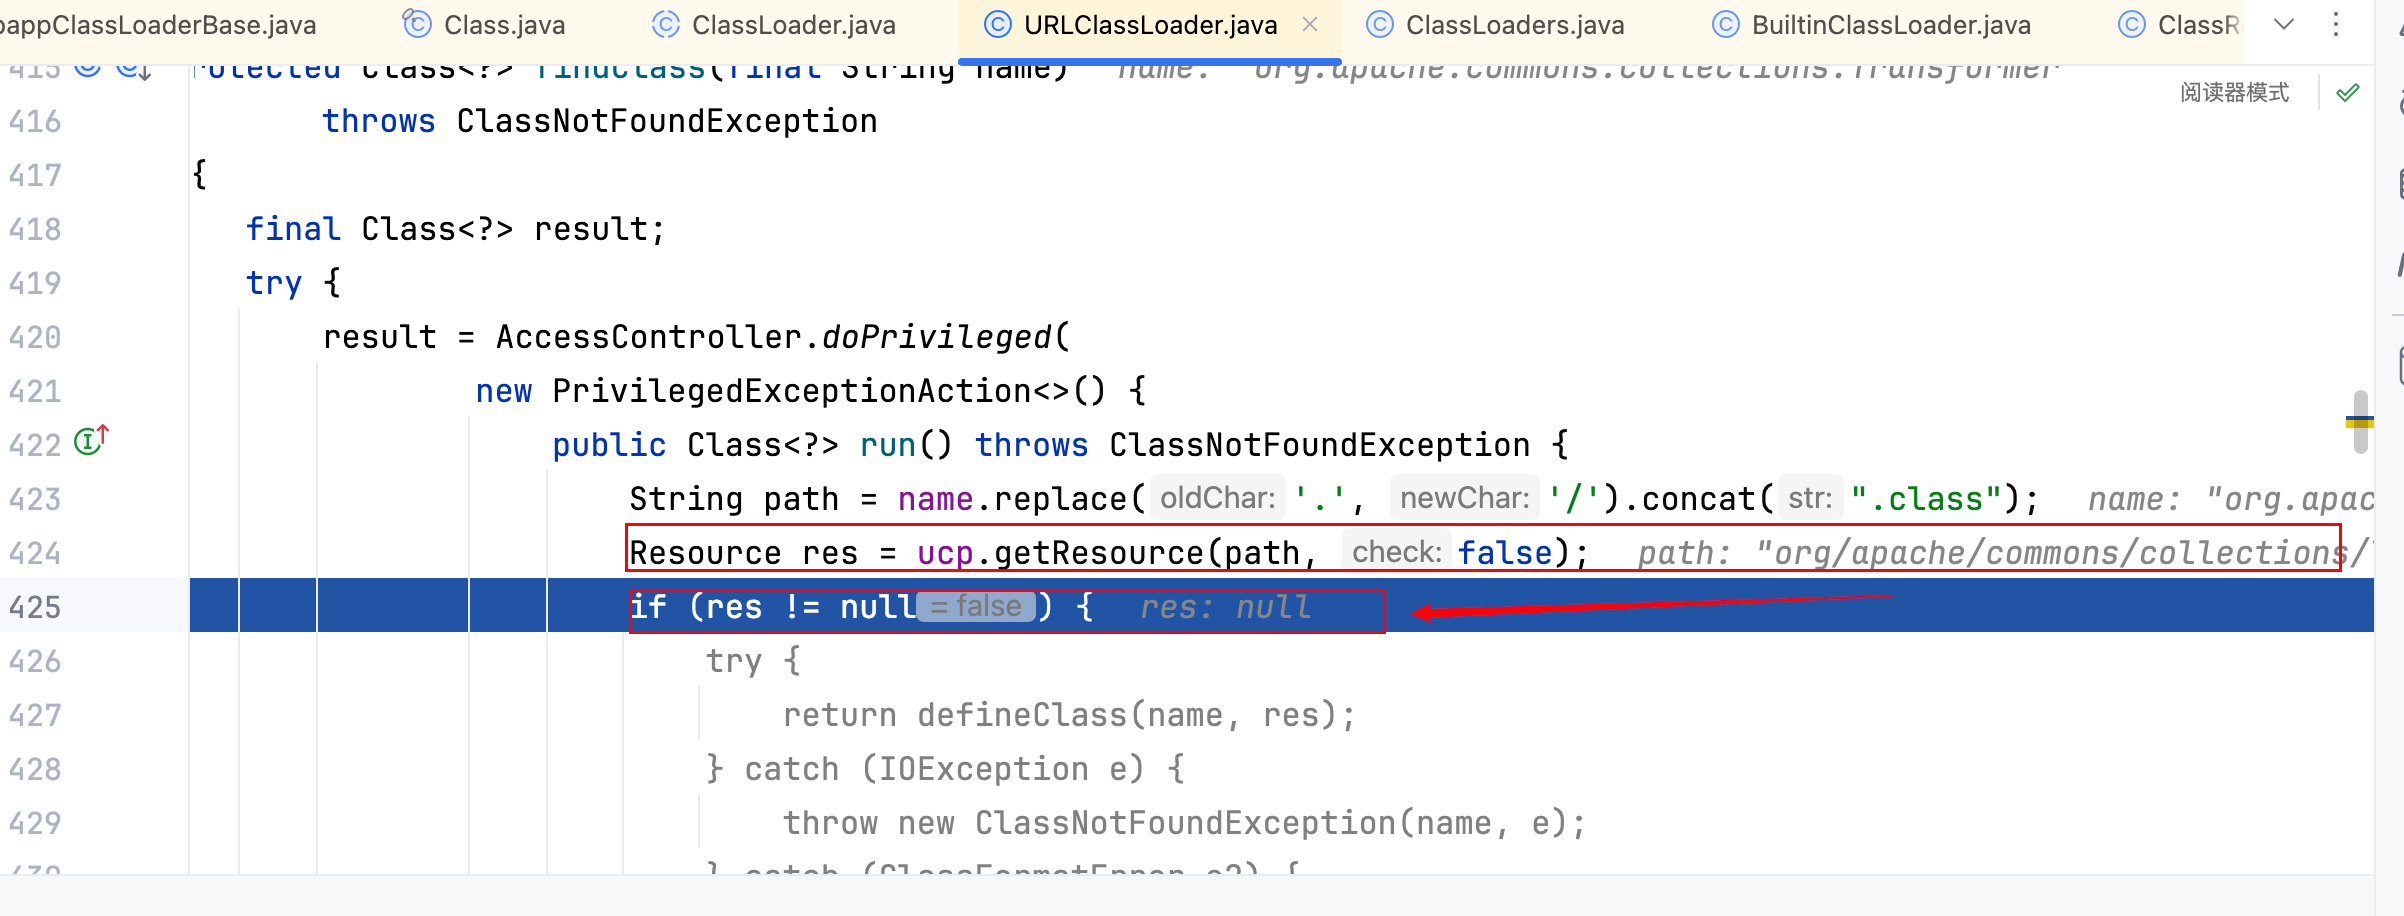 pappClassLoaderBase.java Class.java ClassLoader.java URLClassLoader.java ClassLoaders.java BuiltinClassLoader.java ClassR
415 rotected Class<?> findClass(final String name) name: "org.apache.commons.collections.Transformer
阅读器模式
416 throws ClassNotFoundException
417 {
418 final Class<?> result;
419 try {
420 result = AccessController.doPrivileged(
421 new PrivilegedExceptionAction<>() {
422 public Class<?> run() throws ClassNotFoundException {
423 String path = name.replace( oldChar: '.', newChar: '/').concat( str: ".class"); name: "org.apac
424 Resource res = ucp.getResource(path, check: false); path: "org/apache/commons/collections/
425 if (res != null = false ) { res: null
426 try {
427 return defineClass(name, res);
428 } catch (IOException e) {
429 throw new ClassNotFoundException(name, e);
430 } catch (ClassFormatError e2) {